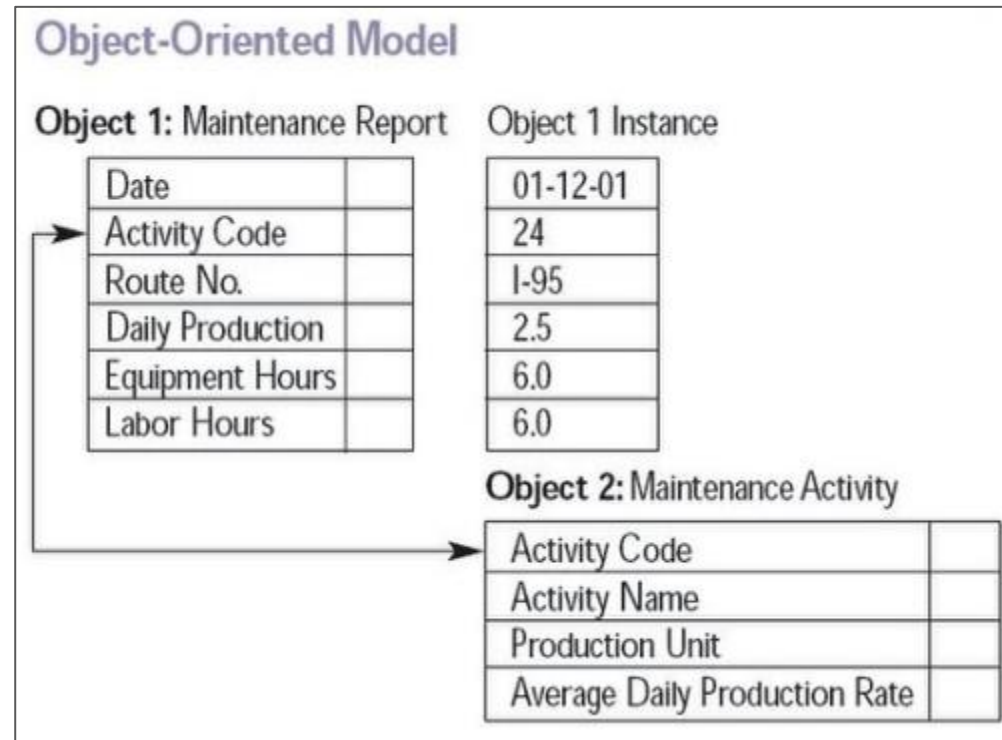 Object-Oriented Model
Object 1: Maintenance Report
Object 1 Instance
Date
01-12-01
Activity Code
24
Route No.
I-95
Daily Production
2.5
Equipment Hours
6.0
Labor Hours
6.0
Object 2: Maintenance Activity
Activity Code
Activity Name
Production Unit
Average Daily Production Rate